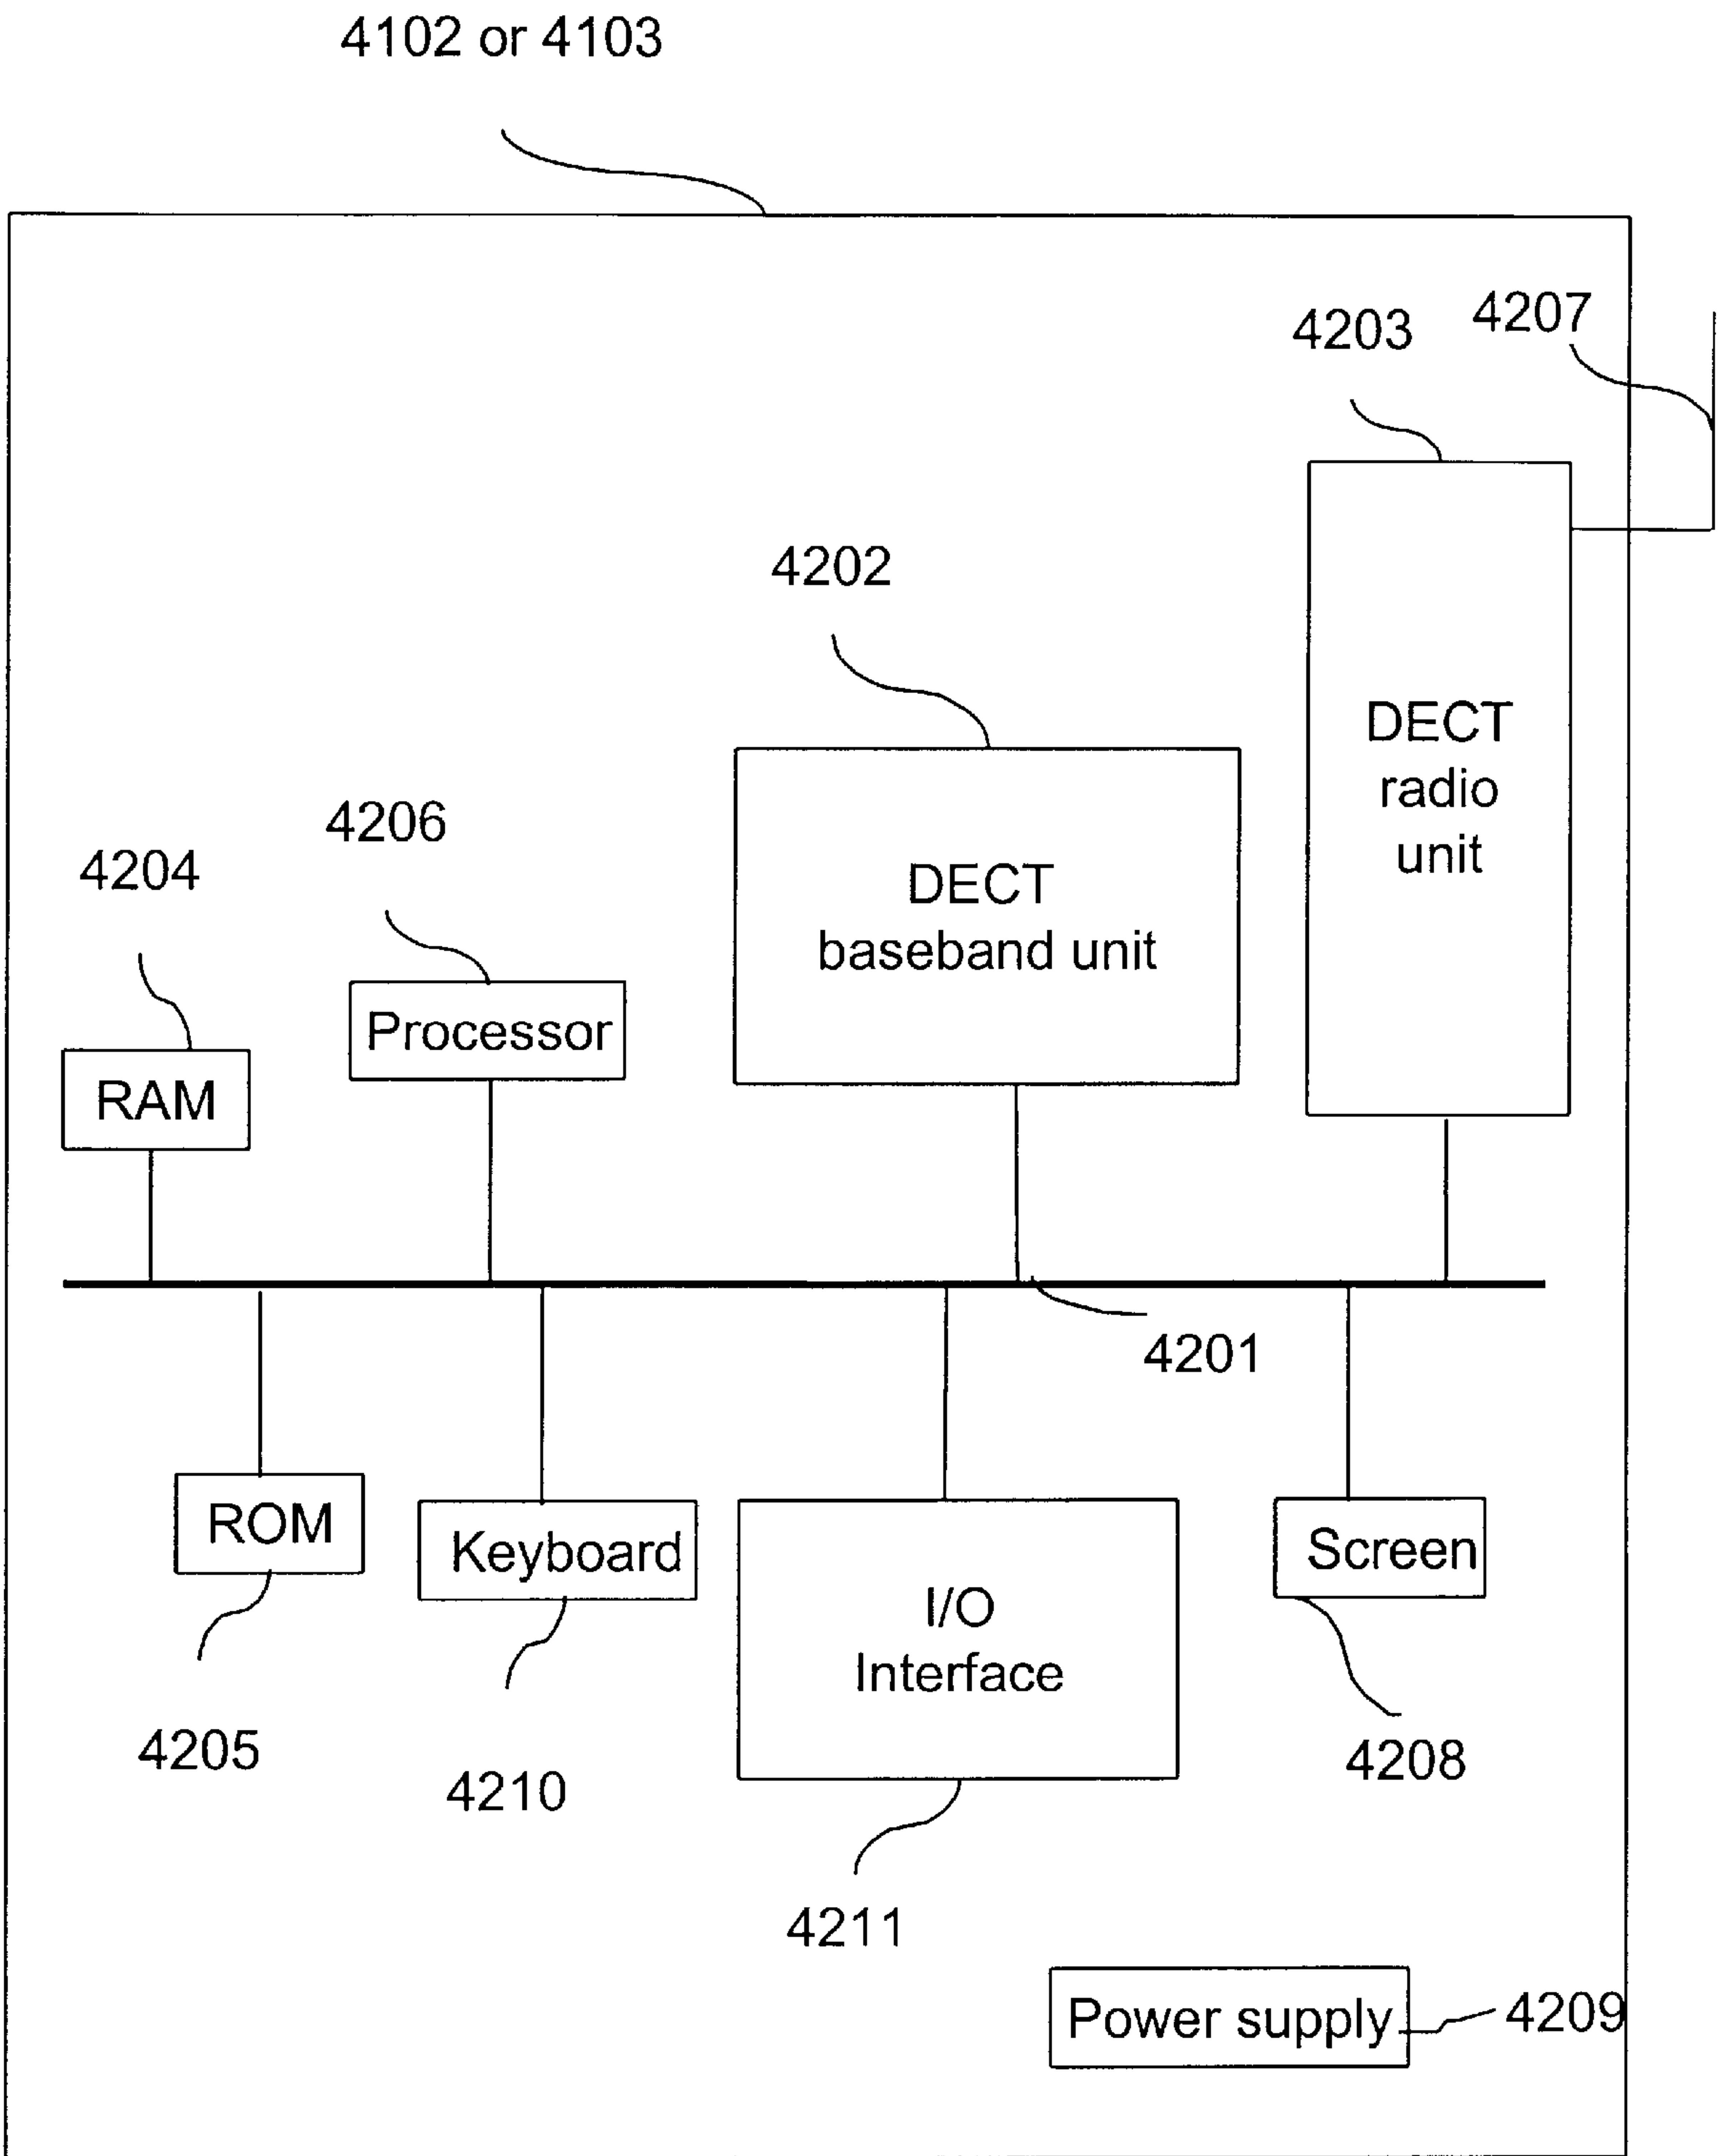 4102 or 4103
4207
4203
4202
DECT
radio
unit
4206
4204
DECT
baseband unit
Processor
RAM
4201
ROM
Keyboard
Screen
I/O
Interface
4205
4208
4210
4211
Power supply
4209